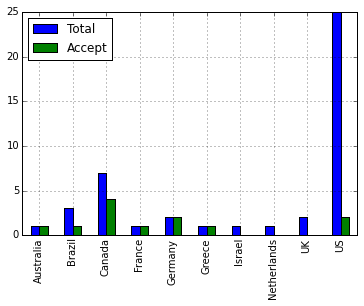 25
20
15
10
5
0
Total
Accept
Australia
Brazil
Canada
France
Germany
Greece
Israel
Netherlands
UK
US